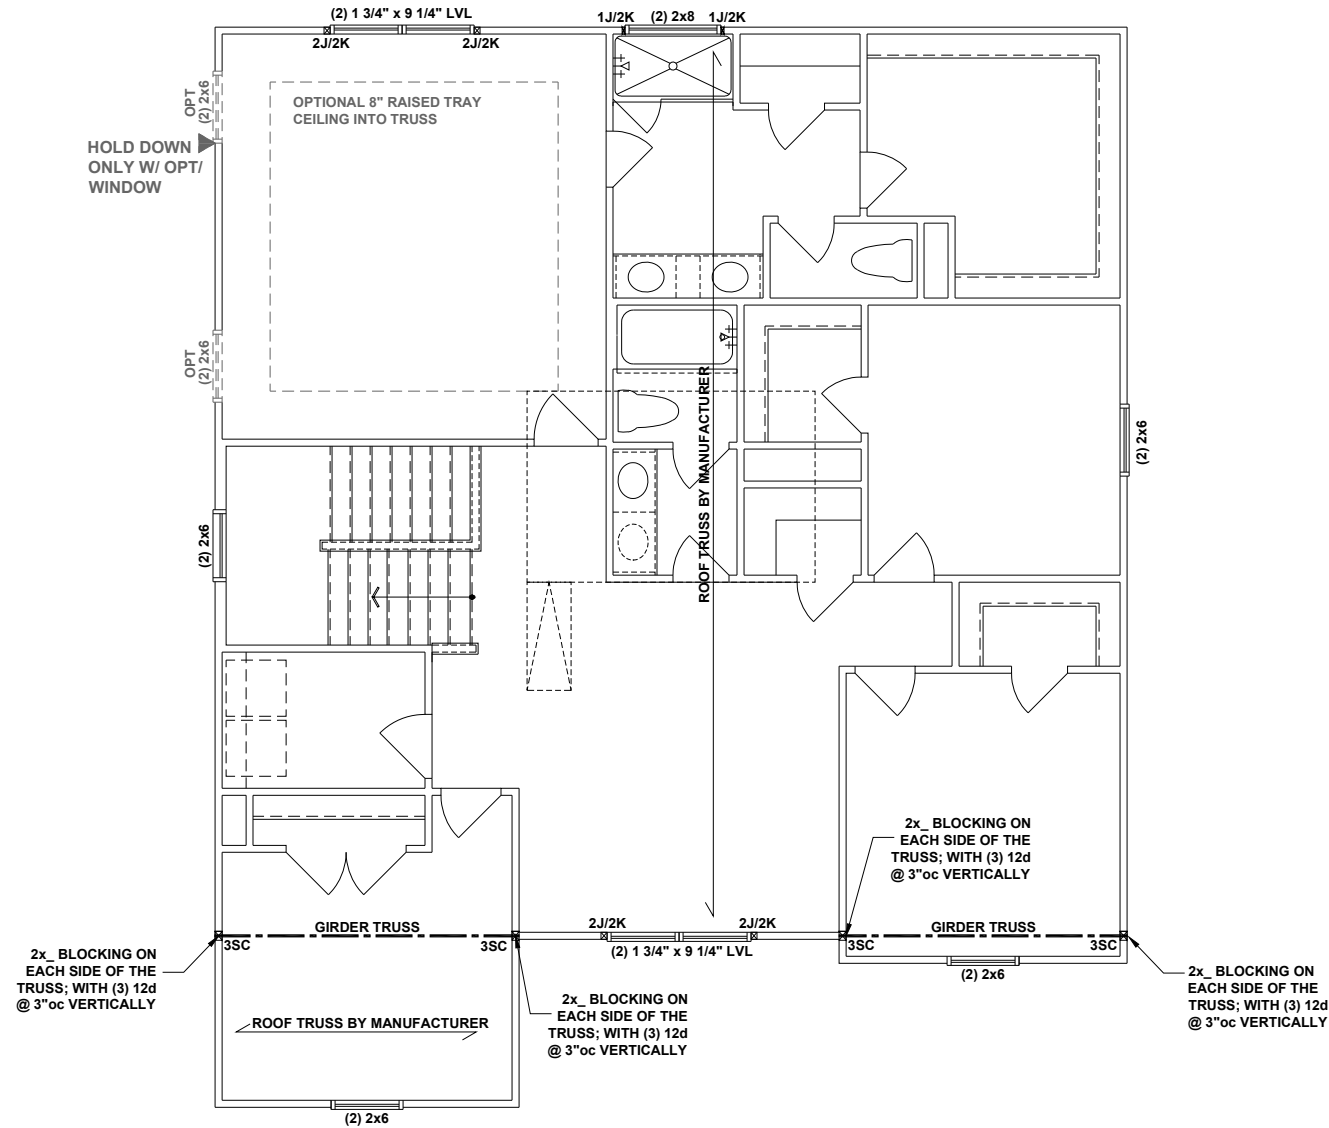 (2) 1 3/4" x 9 1/4" LVL
2J/2K
2J/2K
1J/2K
(2) 2x8
1J/2K
OPT
(2) 2x6
OPTIONAL 8" RAISED TRAY
CEILING INTO TRUSS
HOLD DOWN
ONLY W/ OPT/
WINDOW
OPT
(2) 2x6
ROOF TRUSS BY MANUFACTURER
(2) 2x6
(2) 2x6
2x_ BLOCKING ON
EACH SIDE OF THE
TRUSS; WITH (3) 12d
@ 3"oc VERTICALLY
GIRDER TRUSS
3SC
3SC
2J/2K
2J/2K
(2) 1 3/4" x 9 1/4" LVL
GIRDER TRUSS
3SC
3SC
(2) 2x6
2x_ BLOCKING ON
EACH SIDE OF THE
TRUSS; WITH (3) 12d
@ 3"oc VERTICALLY
2x_ BLOCKING ON
EACH SIDE OF THE
TRUSS; WITH (3) 12d
@ 3"oc VERTICALLY
2x_ BLOCKING ON
EACH SIDE OF THE
TRUSS; WITH (3) 12d
@ 3"oc VERTICALLY
ROOF TRUSS BY MANUFACTURER
(2) 2x6